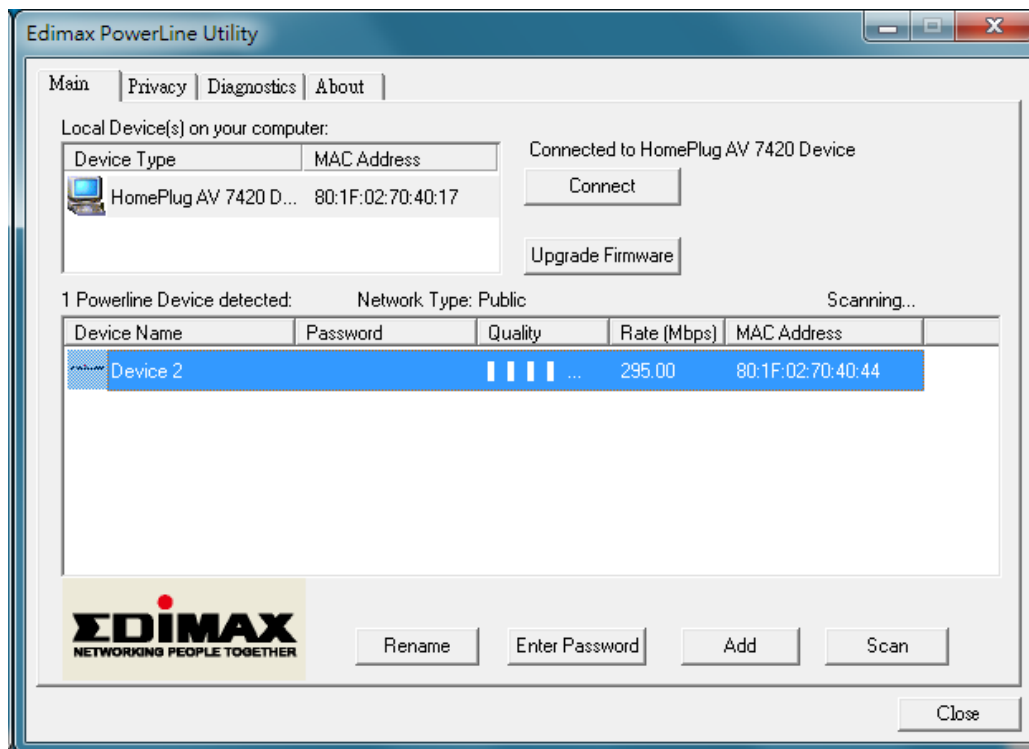 Edimax PowerLine Utility
Main Privacy Diagnostics About
Local Device(s) on your computer:
Device Type MAC Address
HomePlug AV 7420 D... 80:1F:02:70:40:17
Connected to HomePlug AV 7420 Device
Connect
Upgrade Firmware
1 Powerline Device detected: Network Type: Public Scanning...
Device Name Password Quality Rate (Mbps) MAC Address
Device 2 ... 295.00 80:1F:02:70:40:44
EDIMAX
NETWORKING PEOPLE TOGETHER
Rename Enter Password Add Scan
Close